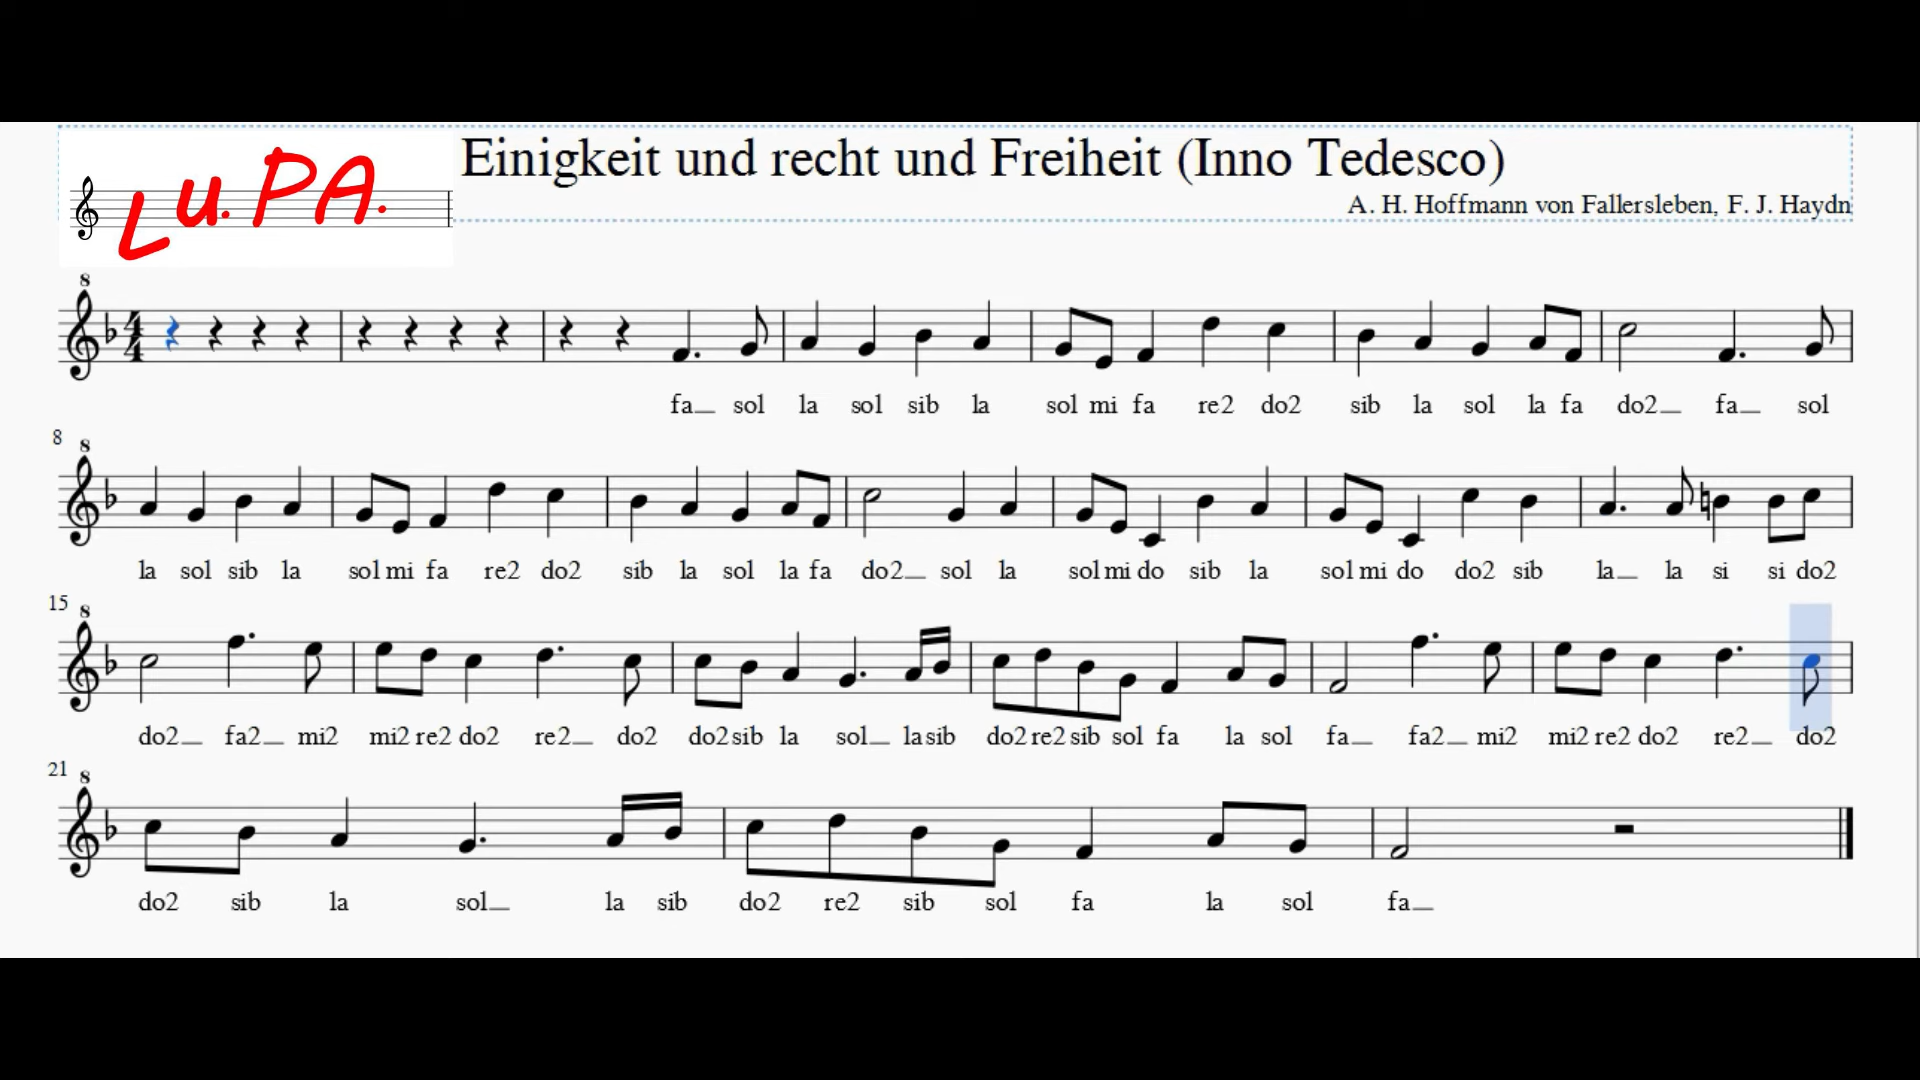 Lu.PA.
Einigkeit und recht und Freiheit (Inno Tedesco)
A. H. Hoffmann von Fallersleben, F. J. Haydn
8
4
4
fa sol la sol sib la sol mi fa re2 do2 sib la sol la fa do2 fa sol
8
8
la sol sib la sol mi fa re2 do2 sib la sol la fa do2 sol la sol mi do sib la sol mi do do2 sib la la si si do2
15
8
do2 fa2 mi2 mi2 re2 do2 re2 do2 do2 sib la sol la sib do2 re2 sib sol fa la sol fa fa2 mi2 mi2 re2 do2 re2 do2
21
8
do2 sib la sol la sib do2 re2 sib sol fa la sol fa